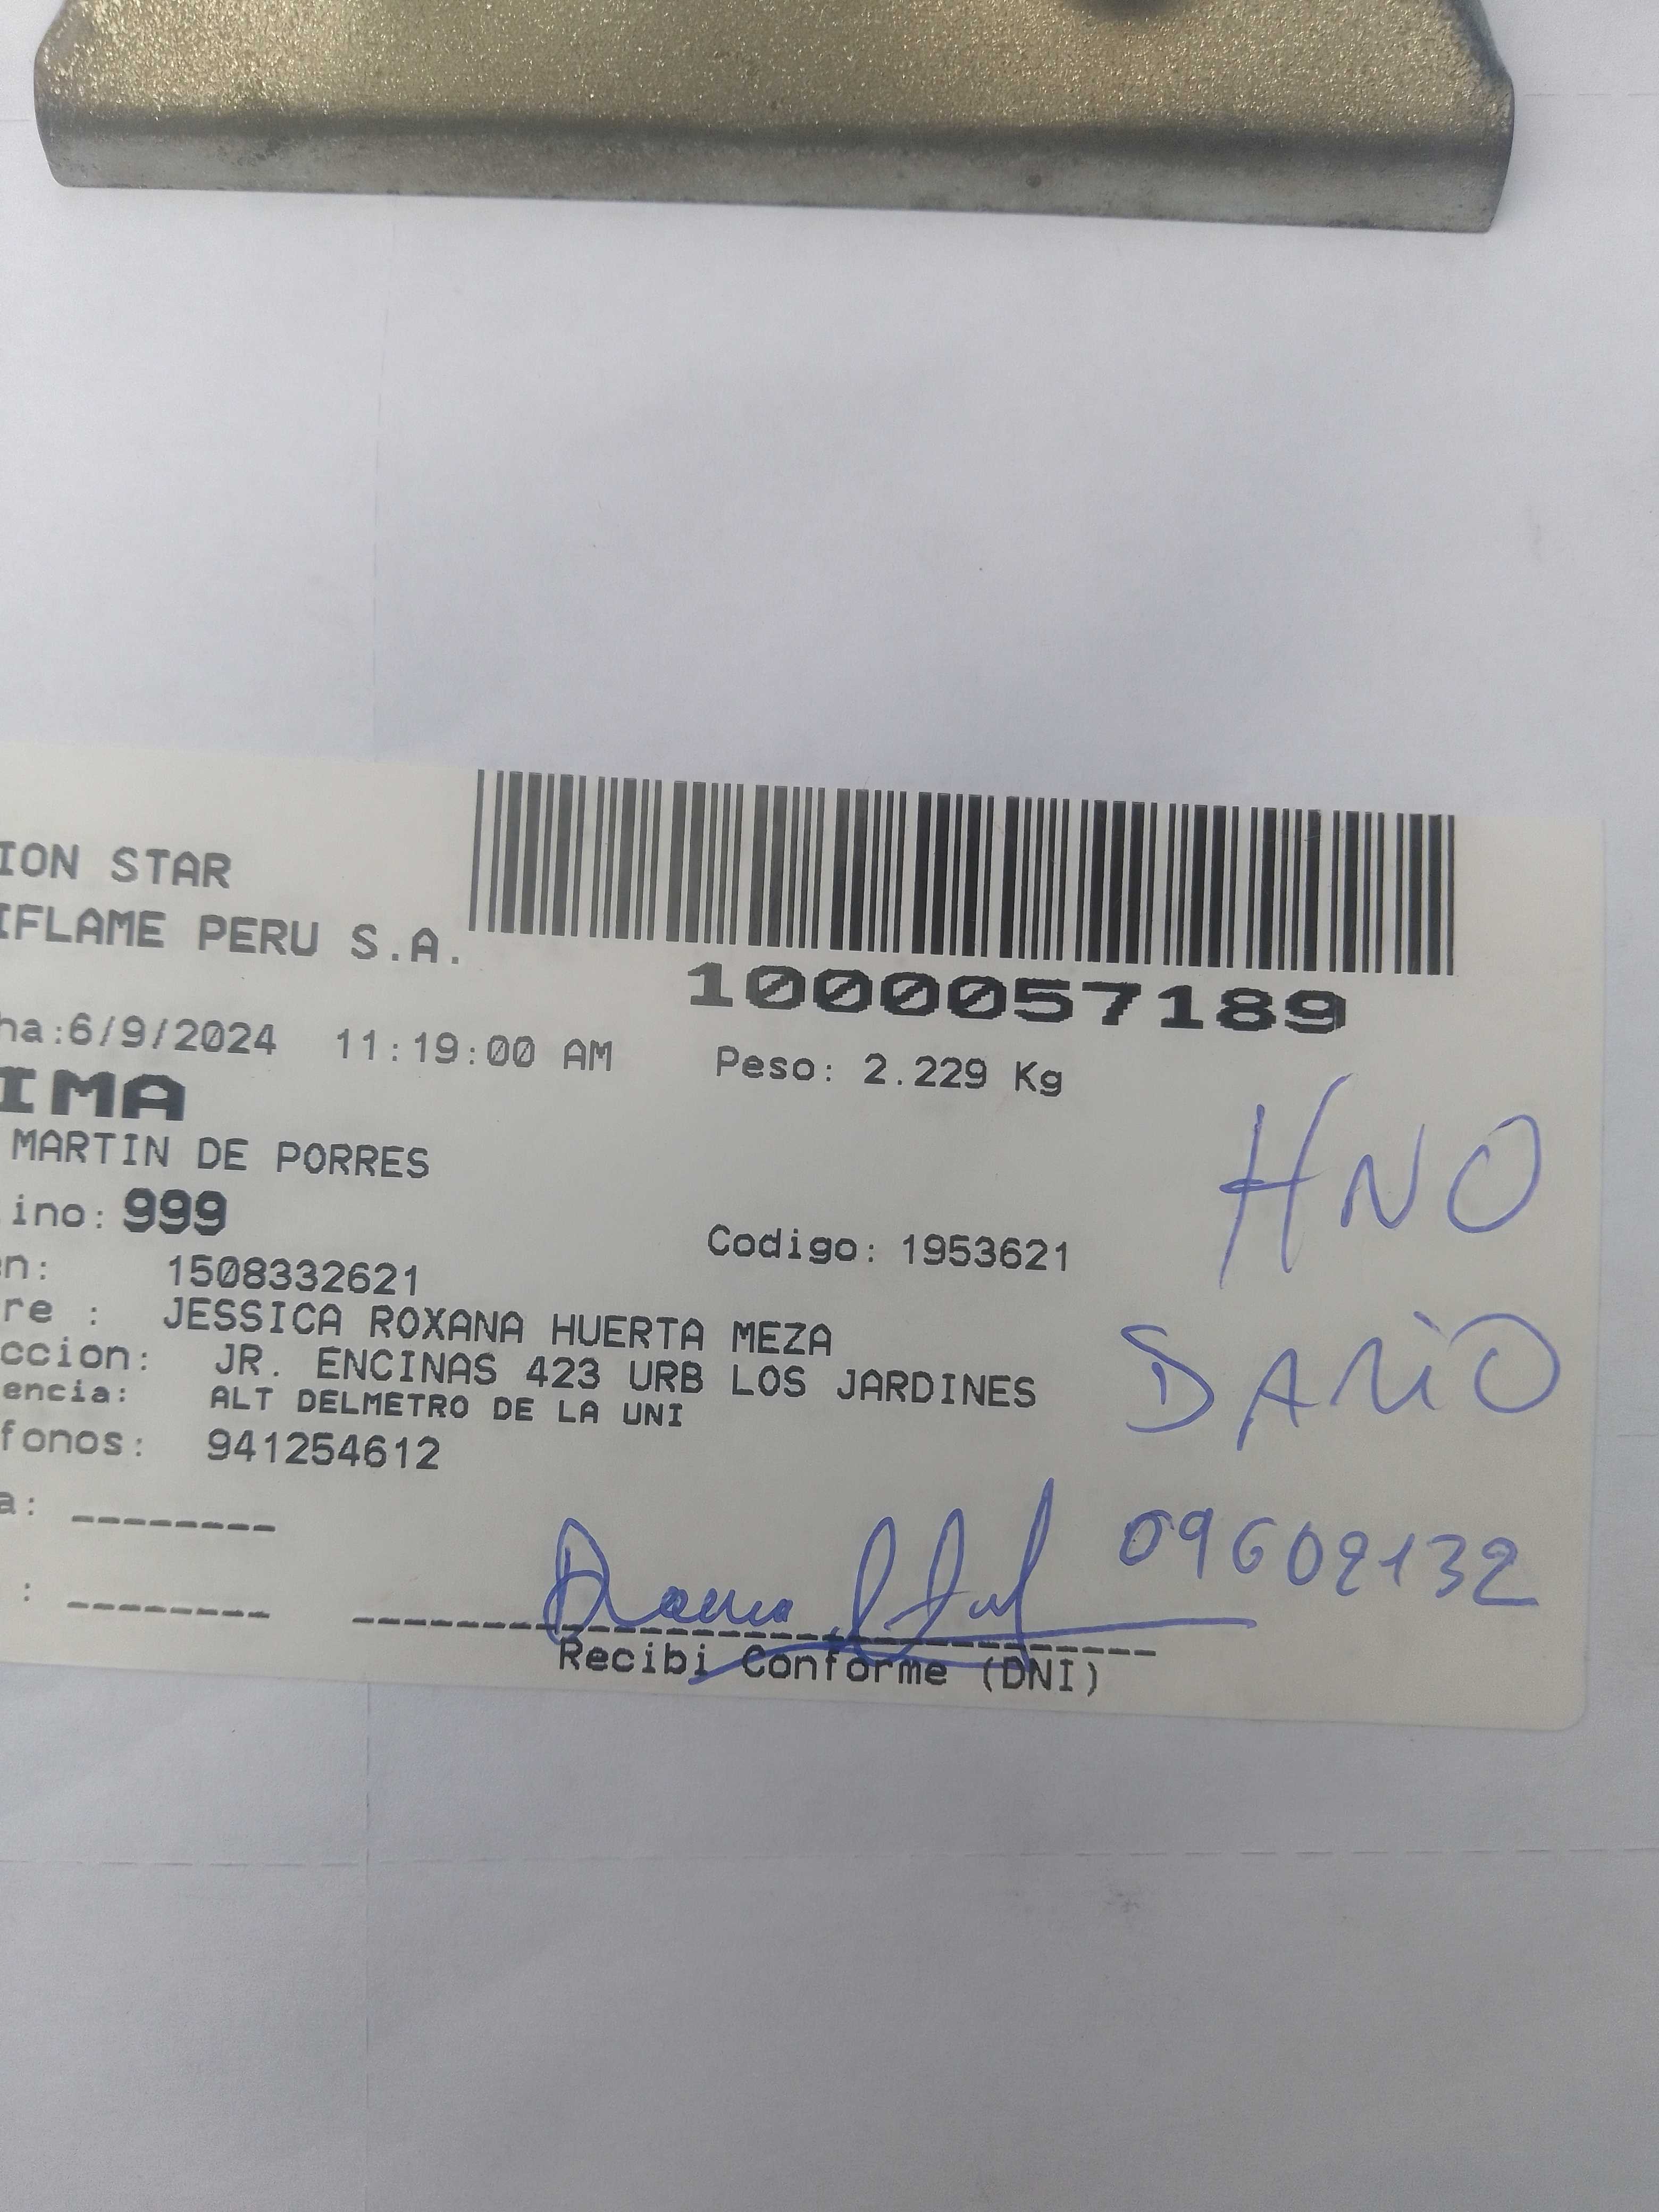 ION STAR
IFLAME PERU S.A.
1000057189
ha:6/9/2024 11:19:00 AM Peso: 2.229 Kg
IMA
MARTIN DE PORRES
HNO
ino: 999 Codigo: 1953621
n: 1508332621
re : JESSICA ROXANA HUERTA MEZA
ccion: JR. ENCINAS 423 URB LOS JARDINES
DARIO
encia: ALT DELMETRO DE LA UNI
fonos: 941254612
a: --------
09602132
: --------
Recibi Conforme (DNI)